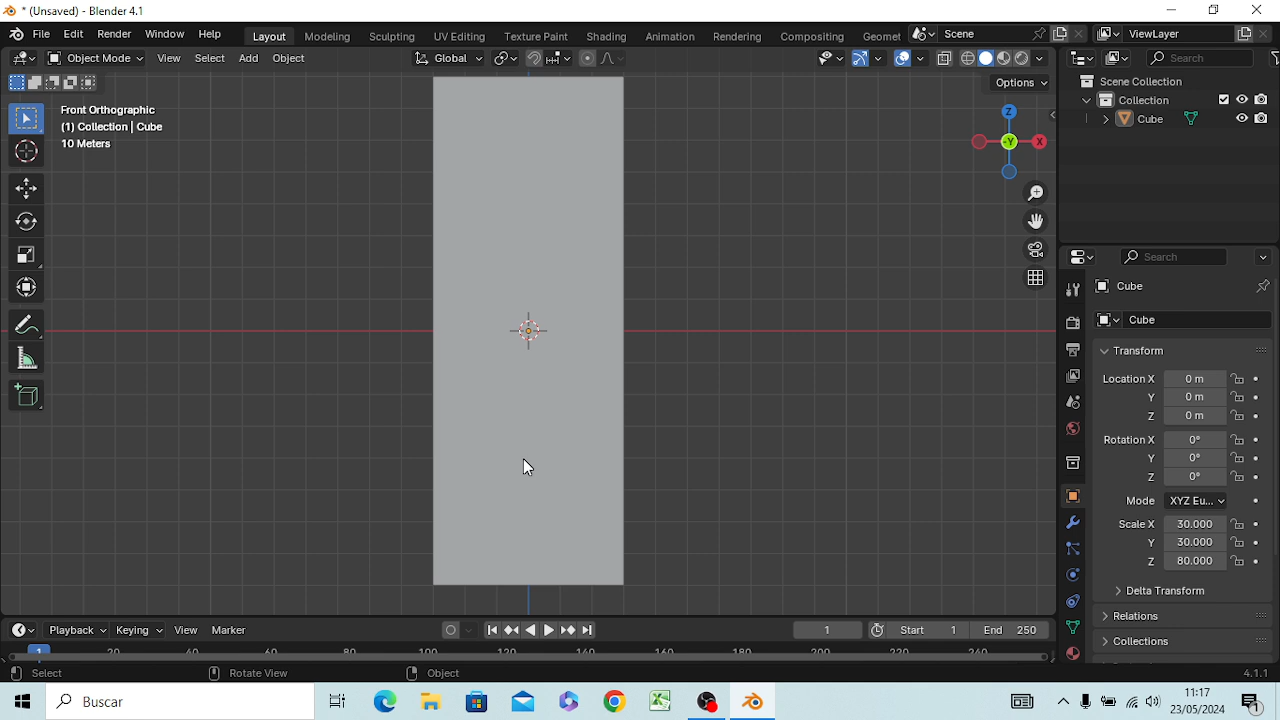 * (Unsaved) - Blender 4.1
File Edit Render Window Help Layout Modeling Sculpting UV Editing Texture Paint Shading Animation Rendering Compositing Geomet Scene ViewLayer
Object Mode View Select Add Object Global Search
Options
Scene Collection
Collection
Cube
Front Orthographic
(1) Collection | Cube
10 Meters
Z
-Y
X
Search
Cube
Cube
Transform
Location X 0 m
Y 0 m
Z 0 m
Rotation X 0°
Y 0°
Z 0°
Mode XYZ Eu...
Scale X 30.000
Y 30.000
Z 80.000
Delta Transform
Relations
Collections
Playback Keying View Marker 1 Start 1 End 250
1 20 40 60 80 100 120 140 160 180 200 220 240
Select Rotate View Object 4.1.1
Buscar
11:17
23/05/2024
1